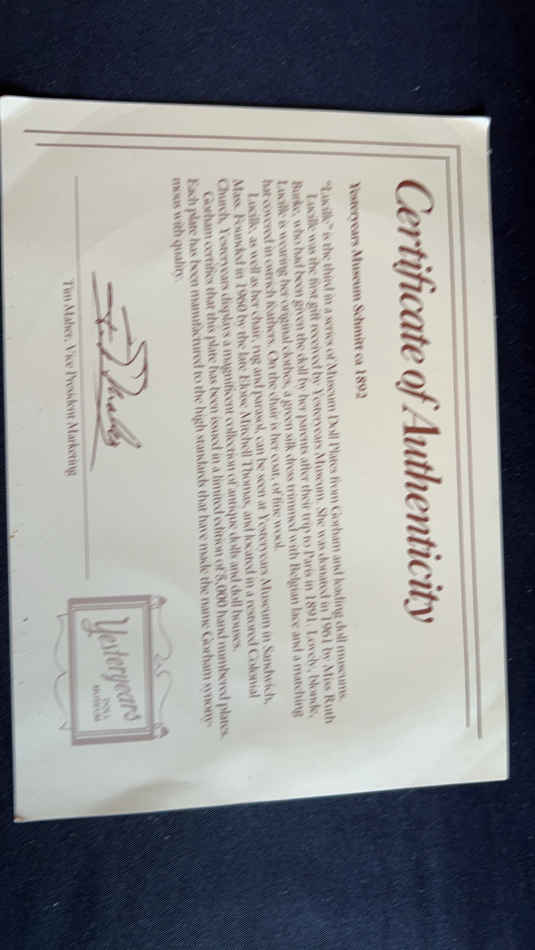 Certificate of Authenticity
Yesteryears Museum Schmitt ca 1892
"Lucille" is the third in a series of Museum Doll Plates from Gorham and leading doll museums.
Lucille was the first gift received by Yesteryears Museum. She was donated in 1961 by Miss Ruth
Burke, who had been given the doll by her parents after their trip to Paris in 1891. Lovely, blonde,
Lucille is wearing her original clothes, a green silk dress trimmed with Belgian lace and a matching
hat covered in ostrich feathers. On the chair is her coat, of fine wool.
Lucille, as well as her chair, rug and parasol, can be seen at Yesteryears Museum in Sandwich,
Mass. Founded in 1960 by the late Eloise Mitchell Thomas, and located in a restored Colonial
Church, Yesteryears displays a magnificent collection of antique dolls and doll houses.
Gorham certifies that this plate has been issued in a limited edition of 5,000 hand numbered plates.
Each plate has been manufactured to the high standards that have made the name Gorham synony-
mous with quality.
Tim Maher, Vice President Marketing
Yesteryears
DOLL
MUSEUM